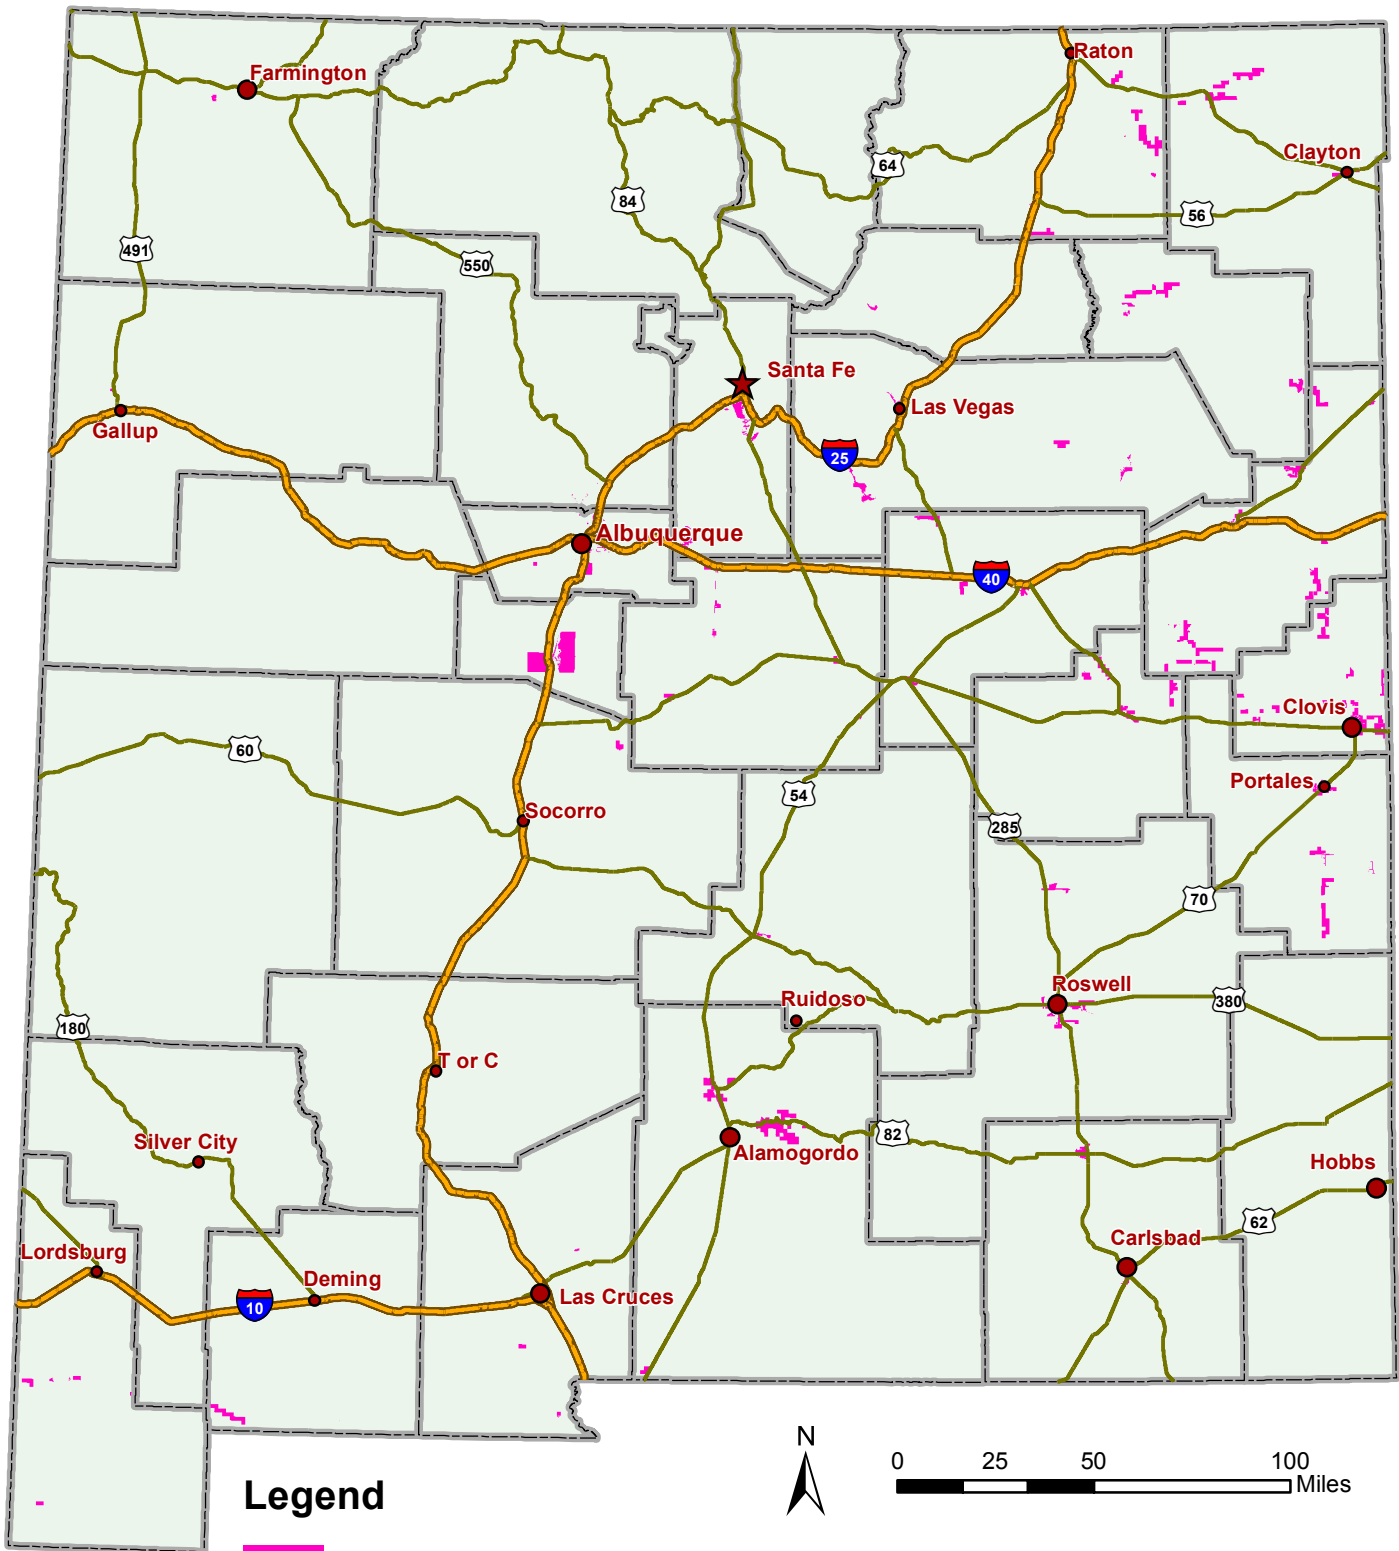 Raton
Farmington
Clayton
64
84
56
491
550
Santa Fe
Las Vegas
Gallup
25
Albuquerque
40
Clovis
60
Portales
54
Socorro
285
70
Roswell
Ruidoso
380
180
T or C
82
Silver City
Alamogordo
Hobbs
62
Carlsbad
Lordsburg
Deming
Las Cruces
10
N
0 25 50 100
Miles
Legend